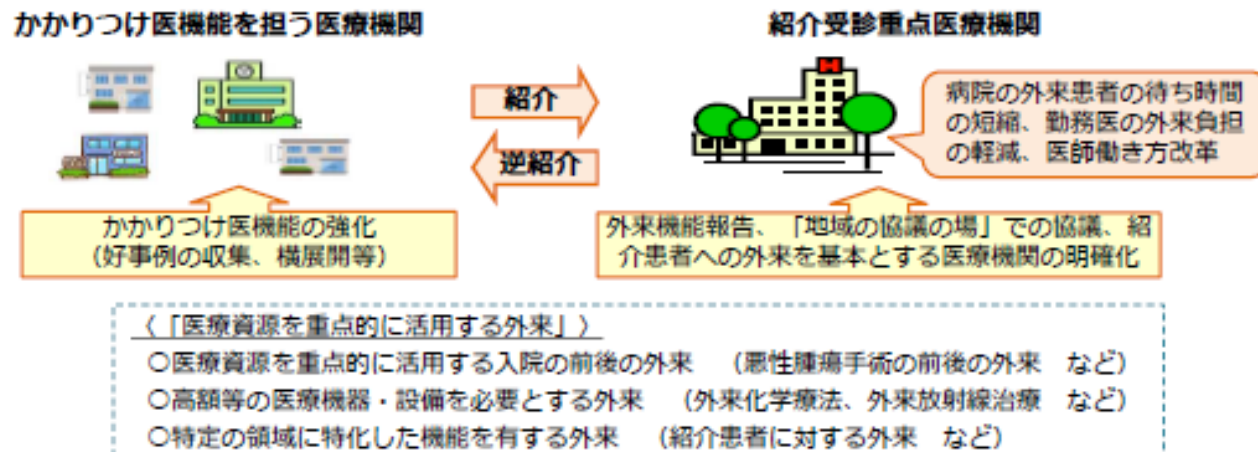 かかりつけ医機能を担う医療機関
紹介受診重点医療機関
H
紹介
逆紹介
病院の外来患者の待ち時間
の短縮、勤務医の外来負担
の軽減、医師働き方改革
かかりつけ医機能の強化
（好事例の収集、横展開等）
外来機能報告、「地域の協議の場」での協議、紹
介患者への外来を基本とする医療機関の明確化
〈「医療資源を重点的に活用する外来」〉
○医療資源を重点的に活用する入院の前後の外来　（悪性腫瘍手術の前後の外来　など）
○高額等の医療機器・設備を必要とする外来　（外来化学療法、外来放射線治療　など）
○特定の領域に特化した機能を有する外来　（紹介患者に対する外来　など）